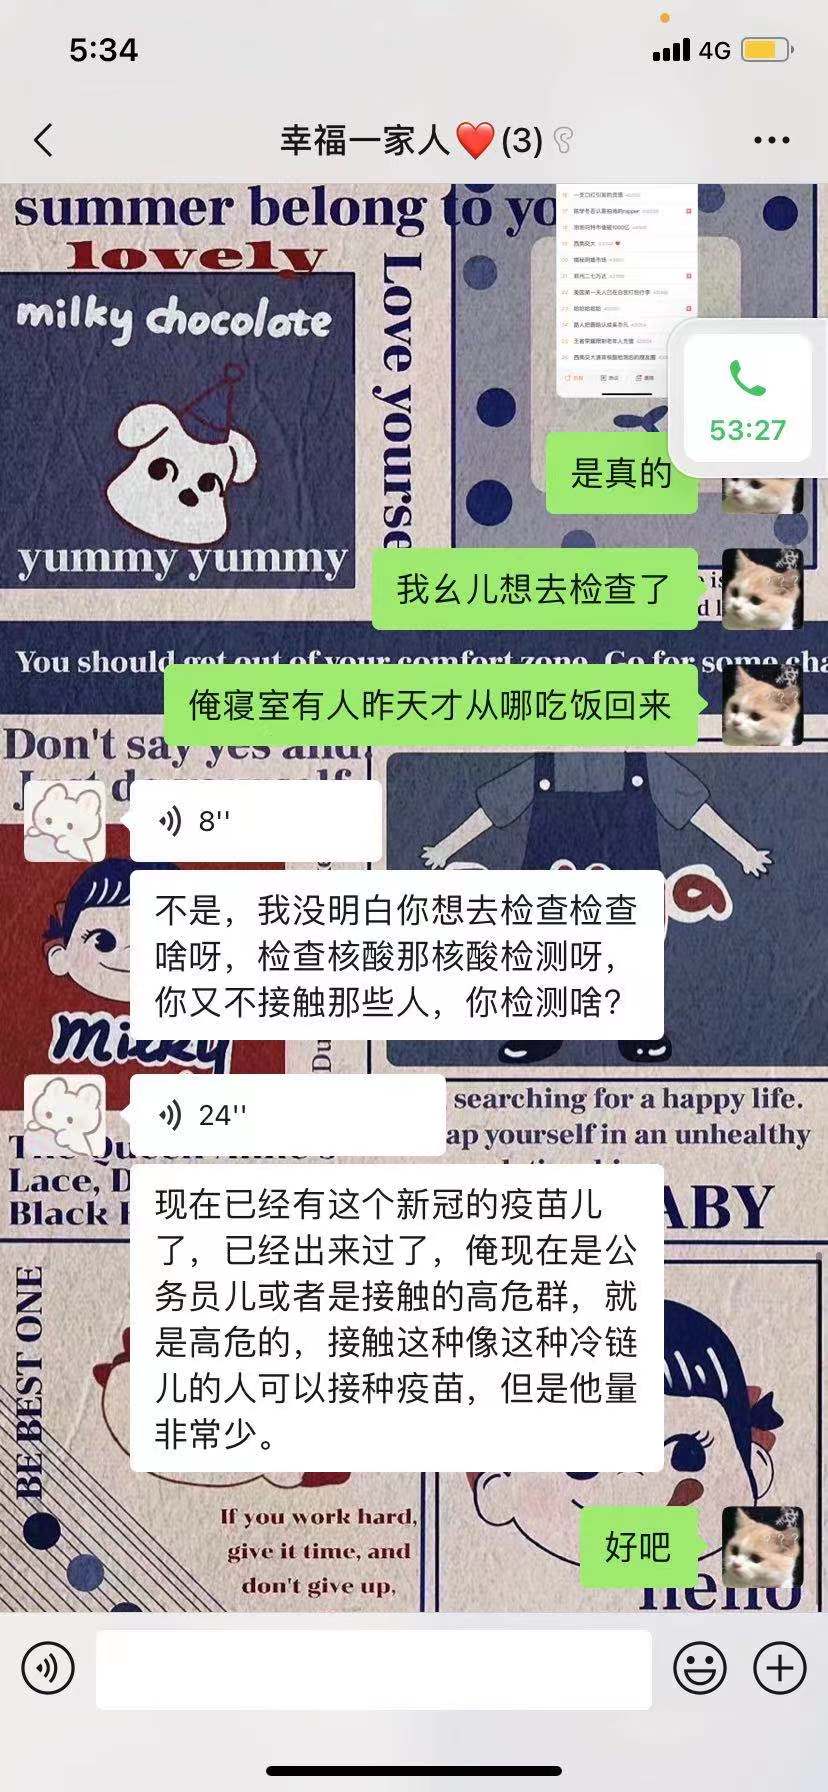 5:34
4G
幸福一家人❤️(3)
summer belong to yo
lovely
milky chocolate
yummy yummy
Love yourse
53:27
是真的
我幺儿想去检查了
You should get out of your comfort zone. Go for some cha
俺寝室有人昨天才从哪吃饭回来
Don't say yes and
8''
不是，我没明白你想去检查检查
啥呀，检查核酸那核酸检测呀，
你又不接触那些人，你检测啥？
Milky
24''
searching for a happy life.
ap yourself in an unhealthy
Lace, D
Black
ABY
现在已经有这个新冠的疫苗儿
了，已经出来过了，俺现在是公
务员儿或者是接触的高危群，就
是高危的，接触这种像这种冷链
儿的人可以接种疫苗，但是他量
非常少。
BE BEST ONE
If you work hard,
give it time, and
don't give up,
好吧
hello